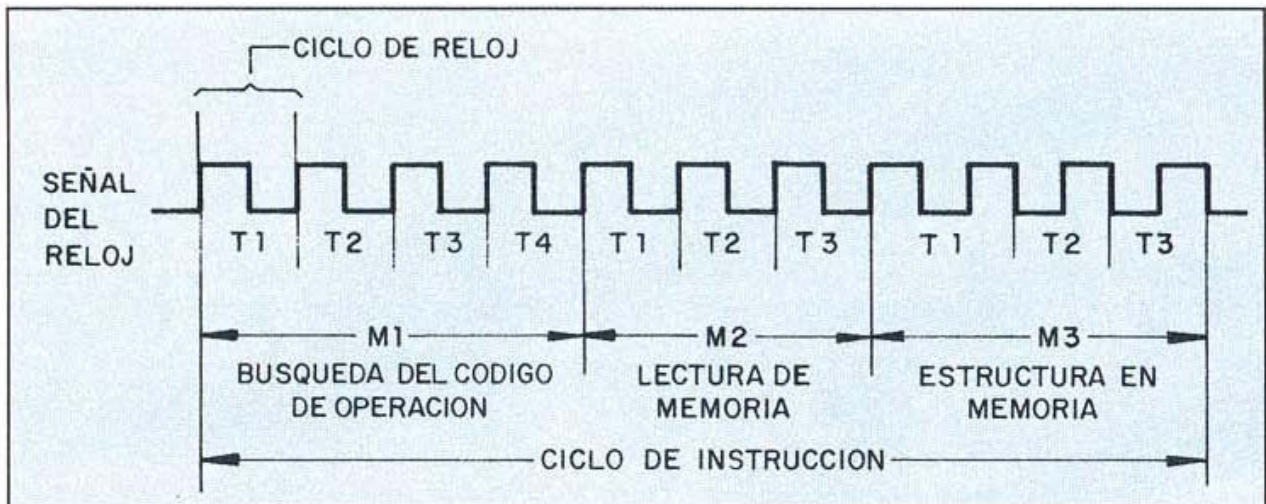 CICLO DE RELOJ
SEÑAL
DEL
RELOJ
T1 T2 T3 T4 T1 T2 T3 T1 T2 T3
M1 M2 M3
BUSQUEDA DEL CODIGO
DE OPERACION
LECTURA DE
MEMORIA
ESTRUCTURA EN
MEMORIA
CICLO DE INSTRUCCION